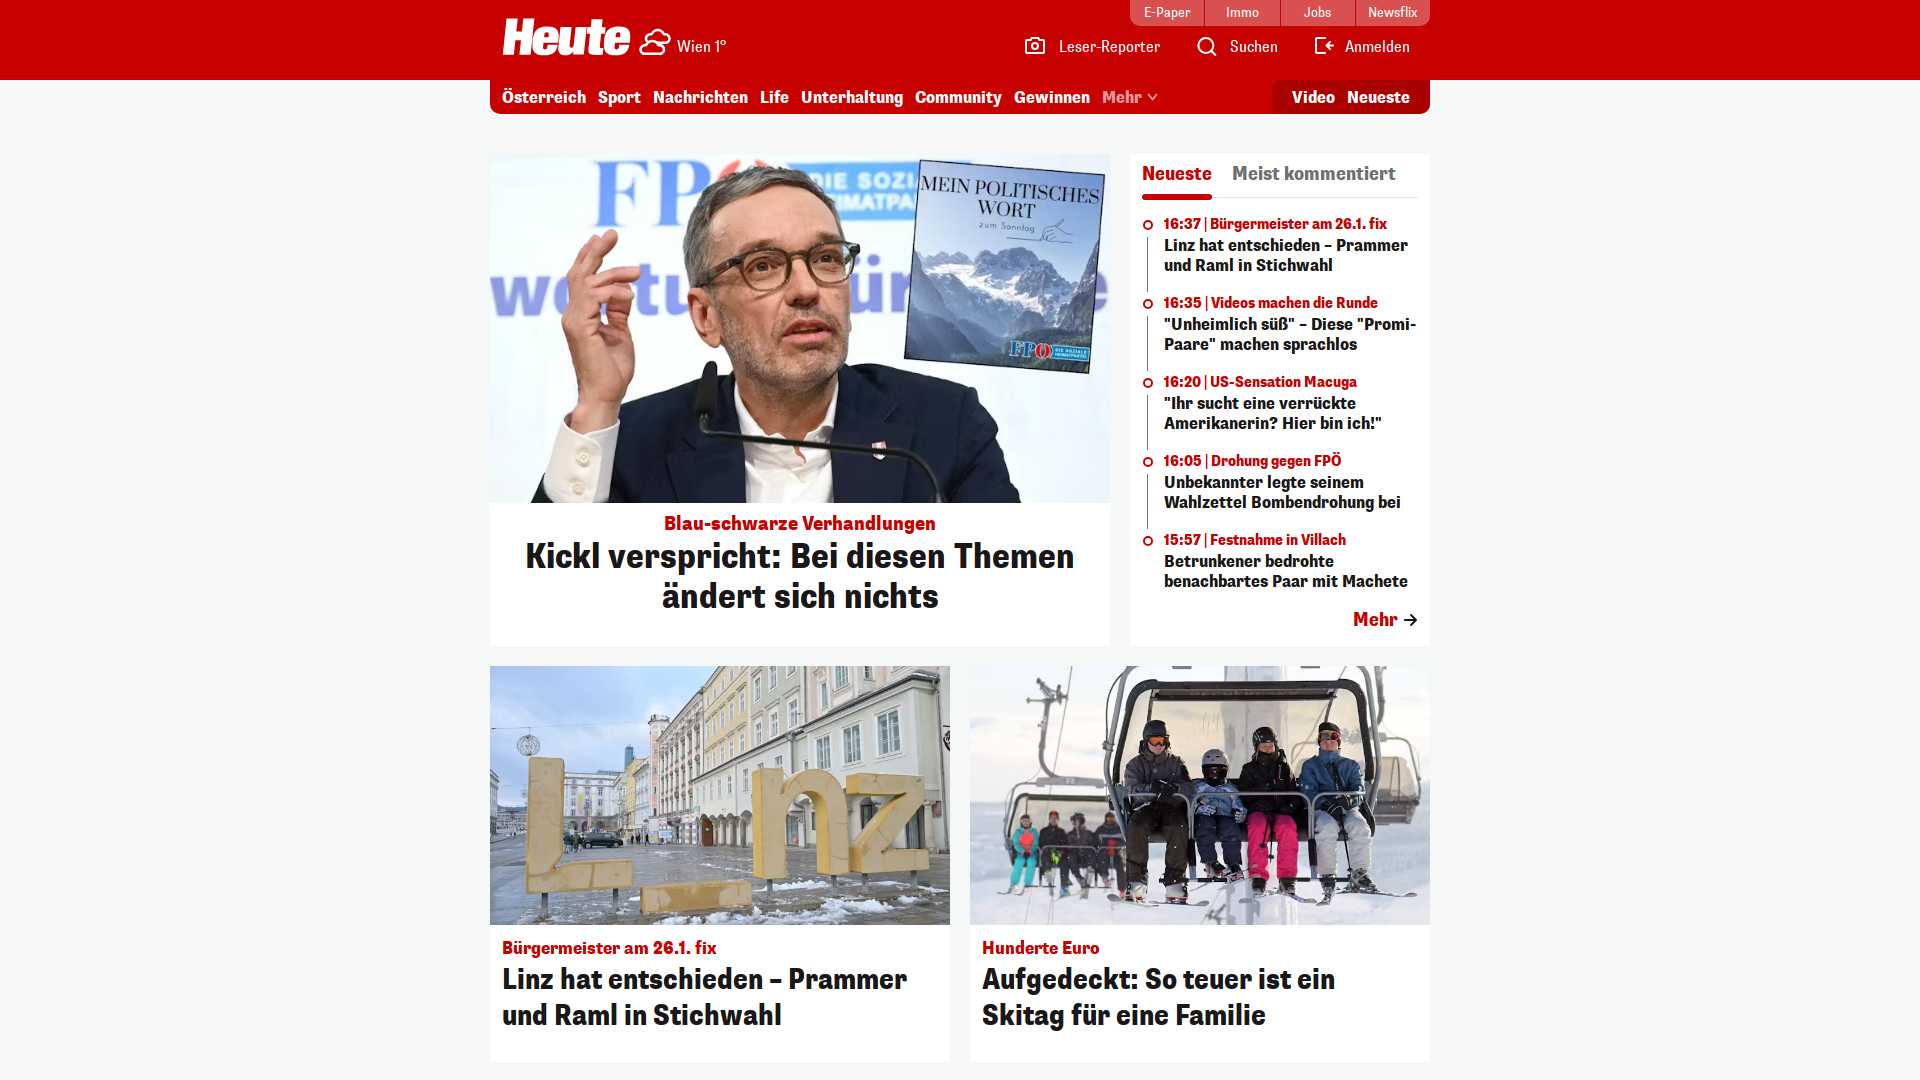 E-Paper
Immo
Jobs
Newsflix
Heute
Wien 1°
Leser-Reporter
Suchen
Anmelden
Österreich
Sport
Nachrichten
Life
Unterhaltung
Community
Gewinnen
Mehr
Video
Neueste
FPÖ
DIE SOZI
MEIN POLITISCHES
WORT
zum Sonntag
FPÖ
DIE SOZIALE
HEIMATPARTEI
Blau-schwarze Verhandlungen
Kickl verspricht: Bei diesen Themen
ändert sich nichts
Neueste
Meist kommentiert
16:37 | Bürgermeister am 26.1. fix
Linz hat entschieden – Prammer
und Raml in Stichwahl
16:35 | Videos machen die Runde
"Unheimlich süß" – Diese "Promi-
Paare" machen sprachlos
16:20 | US-Sensation Macuga
"Ihr sucht eine verrückte
Amerikanerin? Hier bin ich!"
16:05 | Drohung gegen FPÖ
Unbekannter legte seinem
Wahlzettel Bombendrohung bei
15:57 | Festnahme in Villach
Betrunkener bedrohte
benachbartes Paar mit Machete
Mehr
L_nz
Bürgermeister am 26.1. fix
Linz hat entschieden – Prammer
und Raml in Stichwahl
Hunderte Euro
Aufgedeckt: So teuer ist ein
Skitag für eine Familie